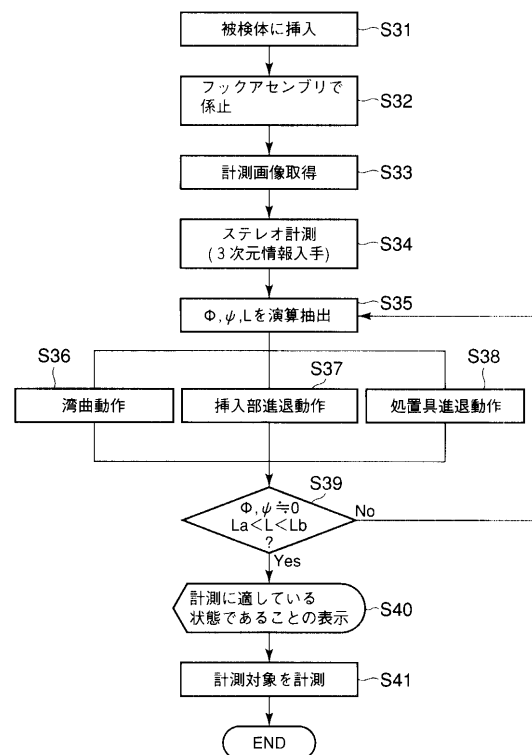 被検体に挿入
S31
フックアセンブリで
係止
S32
計測画像取得
S33
ステレオ計測
(3次元情報入手)
S34
Φ,ψ,Lを演算抽出
S35
S36
湾曲動作
S37
挿入部進退動作
S38
処置具進退動作
S39
Φ,ψ≒0
La<L<Lb
?
No
Yes
計測に適している
状態であることの表示
S40
計測対象を計測
S41
END